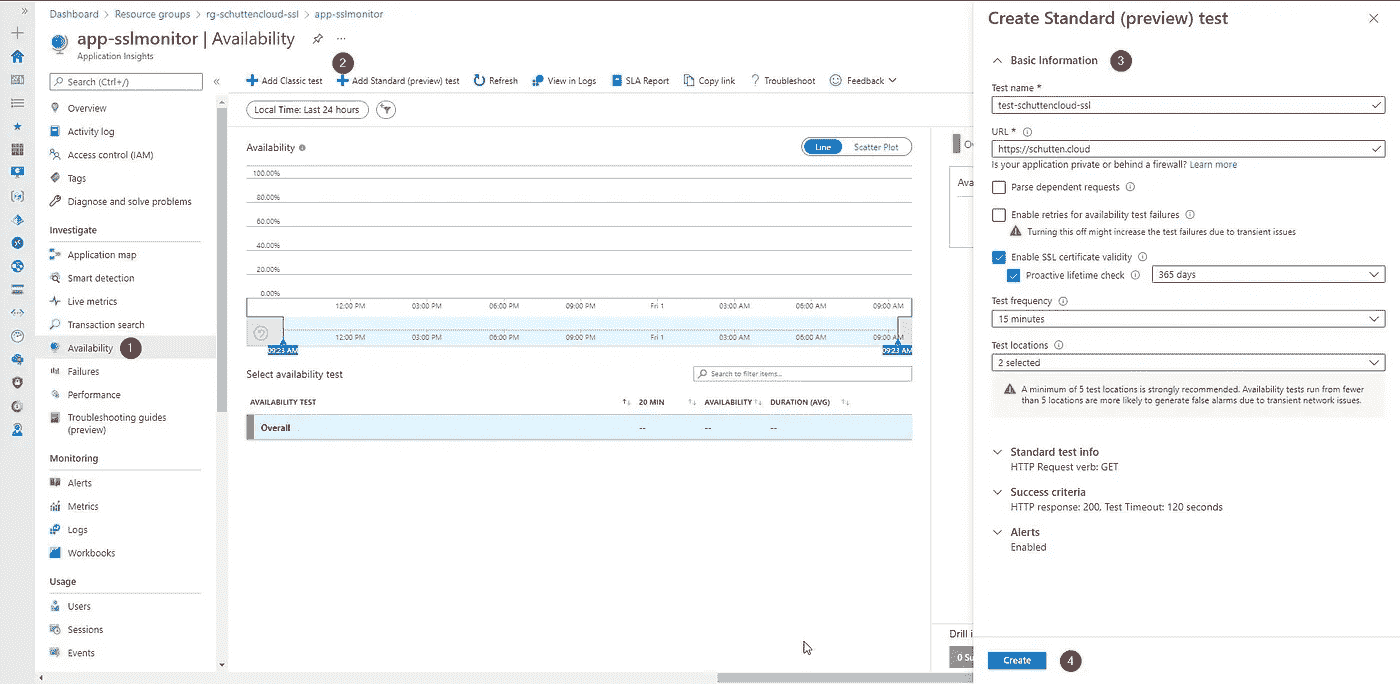 Dashboard > Resource groups > rg-schuttencloud-ssl > app-sslmonitor
app-sslmonitor | Availability
Application Insights
2
Search (Ctrl+/)
Overview
Activity log
Access control (IAM)
Tags
Diagnose and solve problems
Investigate
Application map
Smart detection
Live metrics
Transaction search
Availability 1
Failures
Performance
Troubleshooting guides
(preview)
Monitoring
Alerts
Metrics
Logs
Workbooks
Usage
Users
Sessions
Events
Add Classic test Add Standard (preview) test Refresh View in Logs SLA Report Copy link Troubleshoot Feedback
Local Time: Last 24 hours
Availability
Line Scatter Plot
100.00%
80.00%
60.00%
40.00%
20.00%
0.00%
12:00 PM 03:00 PM 06:00 PM 09:00 PM Fri 1 03:00 AM 06:00 AM 09:00 AM
12:00 PM 03:00 PM 06:00 PM 09:00 PM Fri 1 03:00 AM 06:00 AM 09:00 AM
09:23 AM 09:23 AM
Select availability test
Search to filter items...
AVAILABILITY TEST 20 MIN AVAILABILITY DURATION (AVG)
Overall -- -- --
Drill i
Create Standard (preview) test
Basic Information 3
Test name *
test-schuttencloud-ssl
URL *
https://schutten.cloud
Is your application private or behind a firewall? Learn more
Parse dependent requests
Enable retries for availability test failures
Turning this off might increase the test failures due to transient issues
Enable SSL certificate validity
Proactive lifetime check 365 days
Test frequency
15 minutes
Test locations
2 selected
A minimum of 5 test locations is strongly recommended. Availability tests run from fewer
than 5 locations are more likely to generate false alarms due to transient network issues.
Standard test info
HTTP Request verb: GET
Success criteria
HTTP response: 200, Test Timeout: 120 seconds
Alerts
Enabled
Create 4